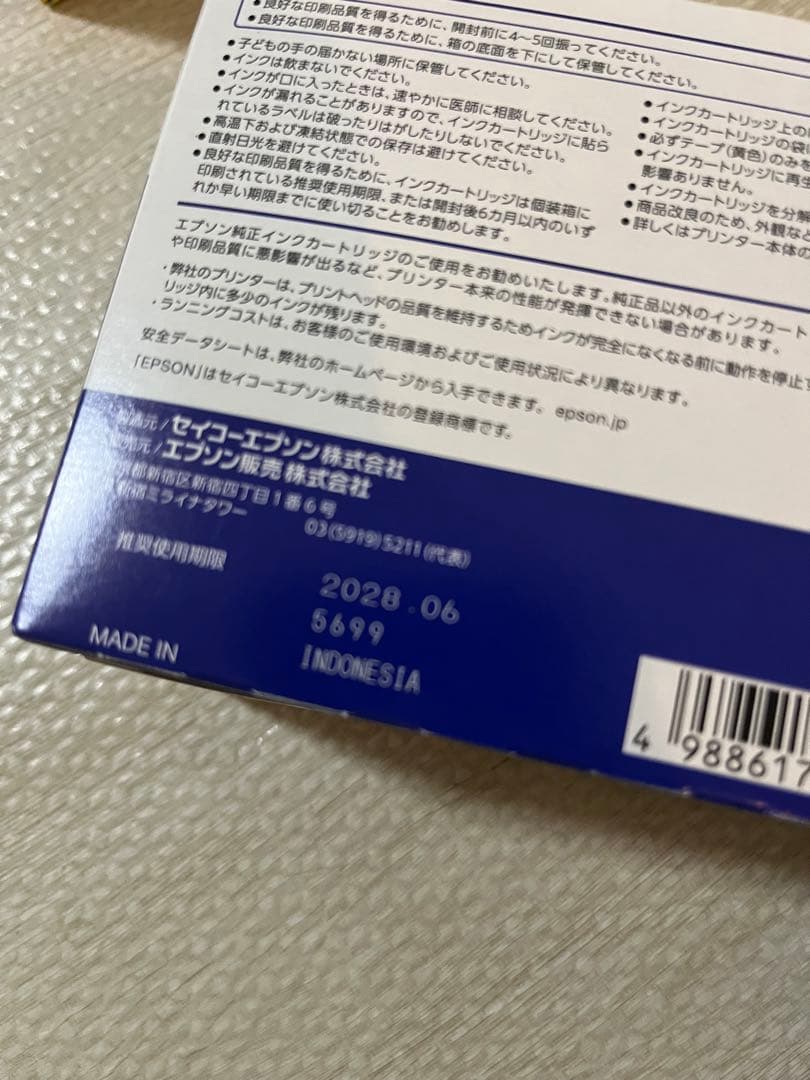 ●良好な印刷品質を得るために、開封前に4～5回振ってください。
●良好な印刷品質を得るために、箱の底面を下にして保管してください。
●子どもの手の届かない場所に保管してください。
●インクは飲まないでください。
●インクが口に入ったときは、速やかに医師に相談してください。
●インクが漏れることがありますので、インクカートリッジに貼ら
れているラベルは破ったりはがしたりしないでください。
●高温下および凍結状態での保存は避けてください。
●直射日光を避けてください。
●良好な印刷品質を得るために、インクカートリッジは個装箱に
印刷されている推奨使用期限、または開封後6カ月以内のいず
れか早い期限までに使い切ることをお勧めします。
●インクカートリッジ上の
●インクカートリッジの袋
●必ずテープ(黄色)のみを
●インクカートリッジに再生
影響ありません。
●インクカートリッジを分解
●商品改良のため、外観など
●詳しくはプリンター本体の
エプソン純正インクカートリッジのご使用をお勧めいたします。純正品以外のインクカート
や印刷品質に悪影響が出るなど、プリンター本来の性能が発揮できない場合があります。
・弊社のプリンターは、プリントヘッドの品質を維持するためインクが完全になくなる前に動作を停止す
リッジ内に多少のインクが残ります。
・ランニングコストは、お客様のご使用環境およびご使用状況により異なります。
安全データシートは、弊社のホームページから入手できます。 epson.jp
「EPSON」はセイコーエプソン株式会社の登録商標です。
元/セイコーエプソン株式会社
元/エプソン販売株式会社
京都新宿区新宿四丁目1番6号
新宿ミライナタワー 03(5919)5211(代表)
推奨使用期限 2028.06
5699
MADE IN INDONESIA
4 988617